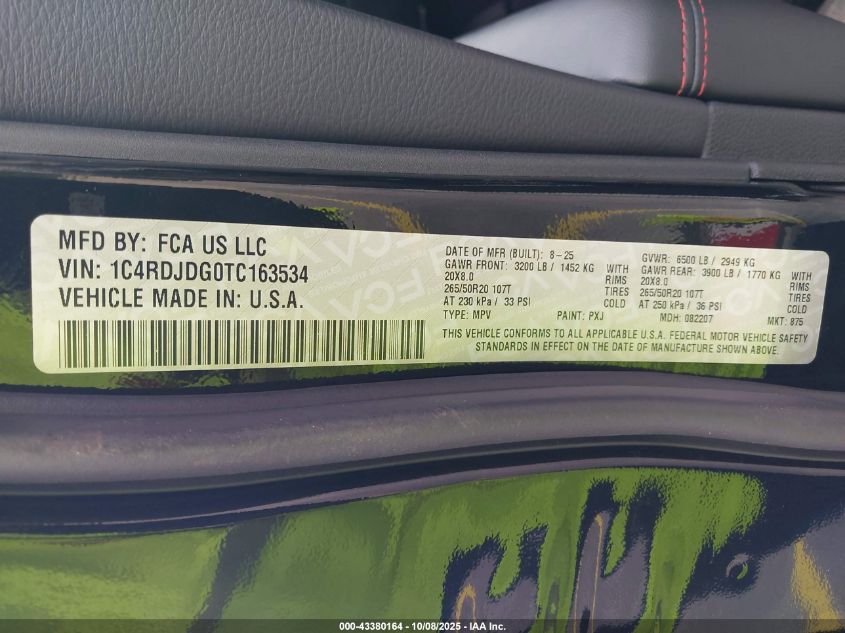 MFD BY: FCA US LLC
VIN: 1C4RDJDG0TC163534
VEHICLE MADE IN: U.S.A.
DATE OF MFR (BUILT): 8-25
GAWR FRONT: 3200 LB / 1452 KG WITH
20X8.0 RIMS
265/50R20 107T TIRES
AT 230 kPa / 33 PSI COLD
TYPE: MPV PAINT: PXJ
GVWR: 6500 LB / 2949 KG
GAWR REAR: 3900 LB / 1770 KG WITH
20X8.0 RIMS
265/50R20 107T TIRES
AT 250 kPa / 36 PSI COLD
MDH: 082207 MKT: 875
THIS VEHICLE CONFORMS TO ALL APPLICABLE U.S.A. FEDERAL MOTOR VEHICLE SAFETY
STANDARDS IN EFFECT ON THE DATE OF MANUFACTURE SHOWN ABOVE.
000-43380164 - 10/08/2025 - IAA Inc.